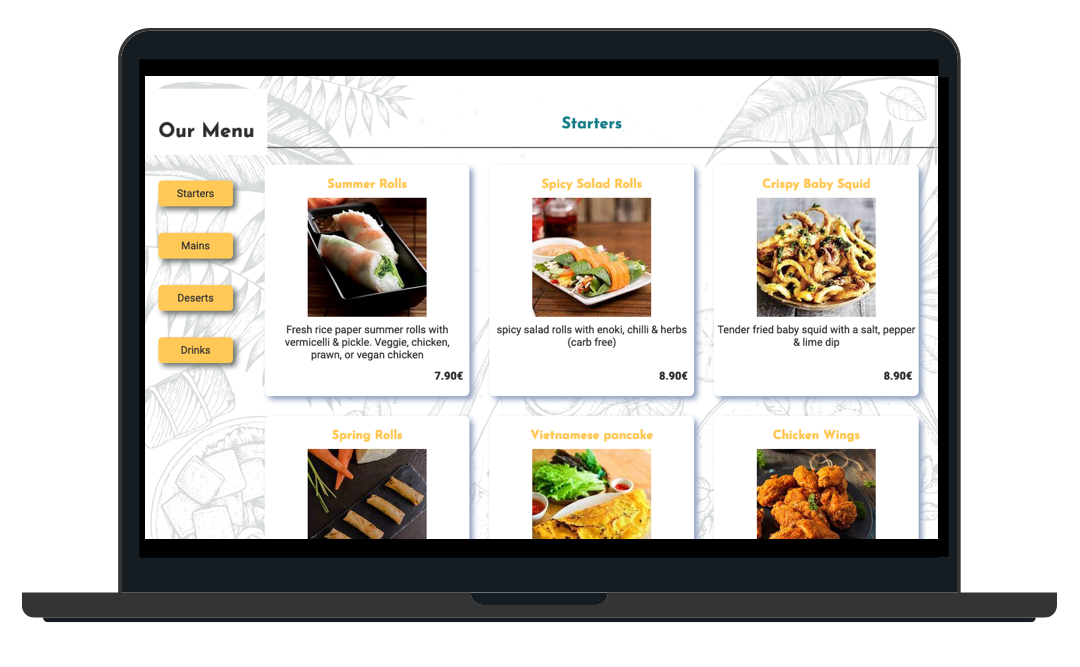 Our Menu
Starters
Mains
Deserts
Drinks
Starters
Summer Rolls
Fresh rice paper summer rolls with
vermicelli & pickle. Veggie, chicken,
prawn, or vegan chicken
7.90€
Spicy Salad Rolls
spicy salad rolls with enoki, chilli & herbs
(carb free)
8.90€
Crispy Baby Squid
Tender fried baby squid with a salt, pepper
& lime dip
8.90€
Spring Rolls
Vietnamese pancake
Chicken Wings